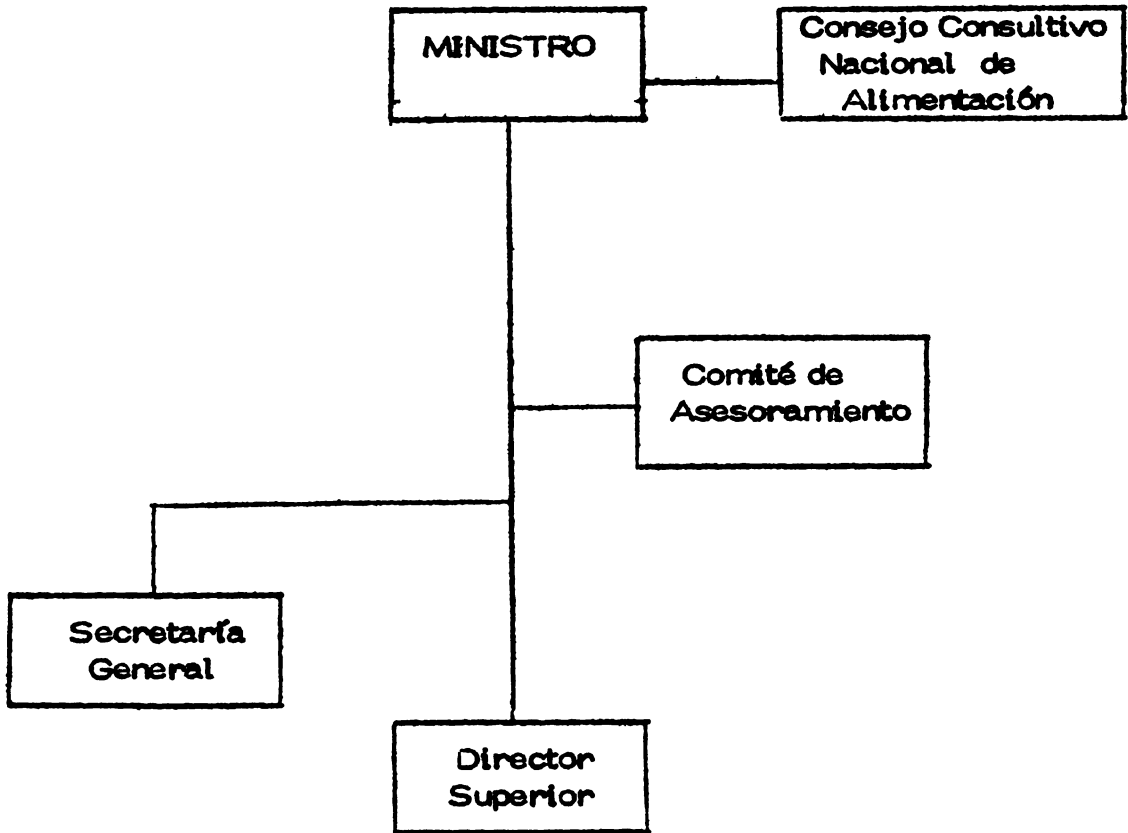 MINISTRO
Consejo Consultivo
Nacional de
Alimentación
Comité de
Asesoramiento
Secretaría
General
Director
Superior